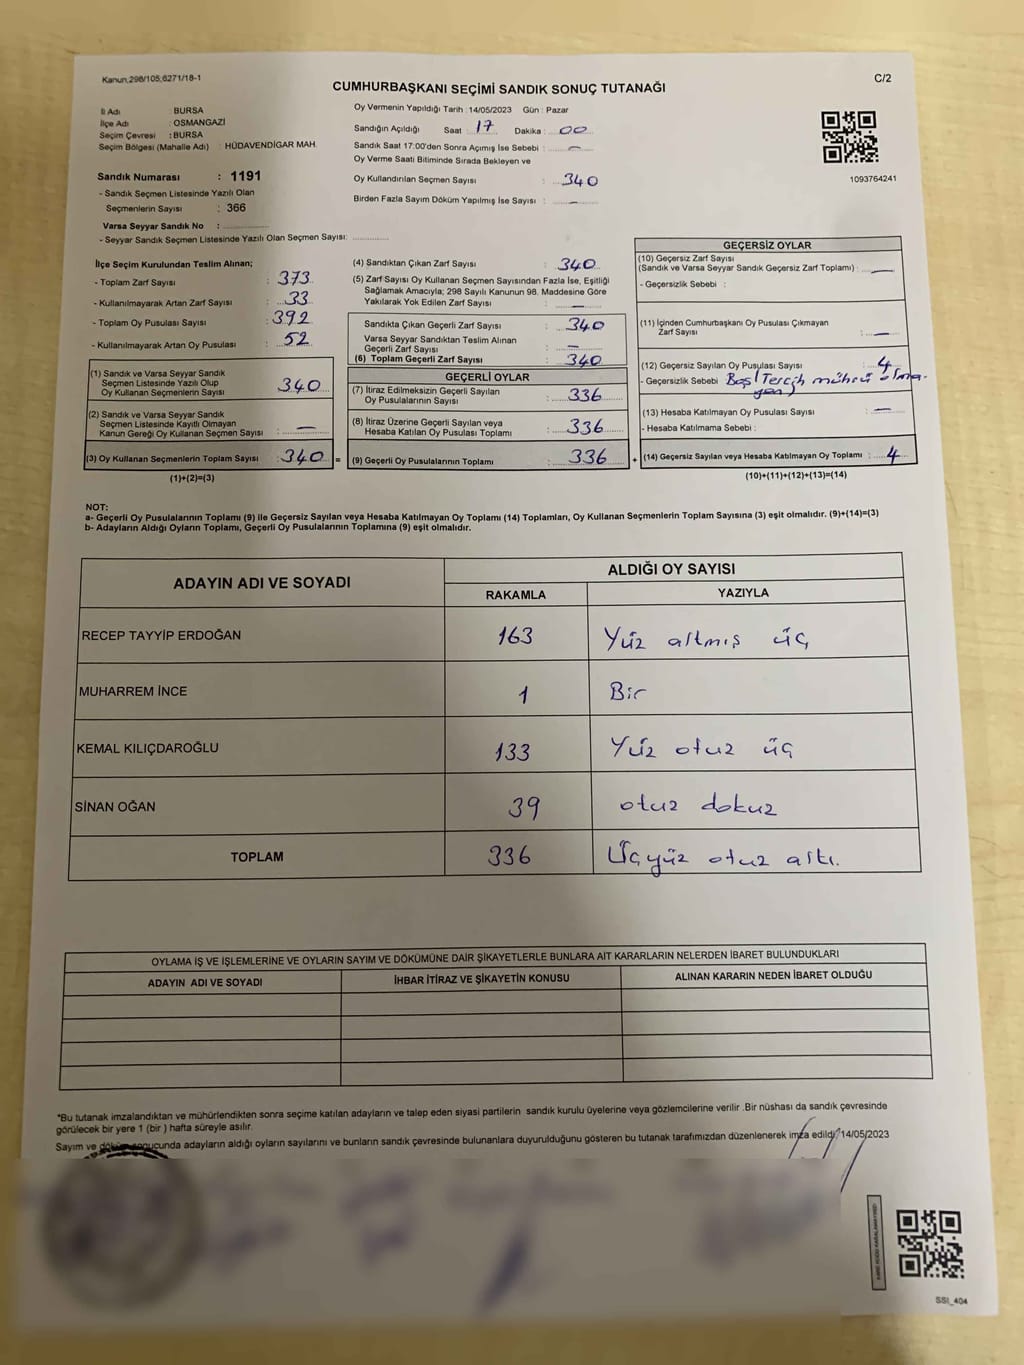 Kanun;298/105;6271/18-1
C/2
CUMHURBAŞKANI SEÇİMİ SANDIK SONUÇ TUTANAĞI
İl Adı : BURSA
İlçe Adı : OSMANGAZİ
Seçim Çevresi : BURSA
Seçim Bölgesi (Mahalle Adı) : HÜDAVENDİGAR MAH.
Sandık Numarası : 1191
- Sandık Seçmen Listesinde Yazılı Olan
Seçmenlerin Sayısı : 366
Varsa Seyyar Sandık No :
- Seyyar Sandık Seçmen Listesinde Yazılı Olan Seçmen Sayısı:
Oy Vermenin Yapıldığı Tarih : 14/05/2023 Gün : Pazar
Sandığın Açıldığı Saat : 17 Dakika : 00
Sandık Saat 17:00'den Sonra Açımış İse Sebebi : —
Oy Verme Saati Bitiminde Sırada Bekleyen ve
Oy Kullandırılan Seçmen Sayısı : 340
Birden Fazla Sayım Döküm Yapılmış İse Sayısı : —
1093764241
İlçe Seçim Kurulundan Teslim Alınan;
- Toplam Zarf Sayısı : 373
- Kullanılmayarak Artan Zarf Sayısı : 33
- Toplam Oy Pusulası Sayısı : 392
- Kullanılmayarak Artan Oy Pusulası : 52
(1) Sandık ve Varsa Seyyar Sandık
Seçmen Listesinde Yazılı Olup
Oy Kullanan Seçmenlerin Sayısı : 340
(2) Sandık ve Varsa Seyyar Sandık
Seçmen Listesinde Kayıtlı Olmayan
Kanun Gereği Oy Kullanan Seçmen Sayısı : —
(3) Oy Kullanan Seçmenlerin Toplam Sayısı : 340 =
(1)+(2)=(3)
(4) Sandıktan Çıkan Zarf Sayısı : 340
(5) Zarf Sayısı Oy Kullanan Seçmen Sayısından Fazla İse, Eşitliği
Sağlamak Amacıyla; 298 Sayılı Kanunun 98. Maddesine Göre
Yakılarak Yok Edilen Zarf Sayısı : —
Sandıkta Çıkan Geçerli Zarf Sayısı : 340
Varsa Seyyar Sandıktan Teslim Alınan
Geçerli Zarf Sayısı : —
(6) Toplam Geçerli Zarf Sayısı : 340
GEÇERLİ OYLAR
(7) İtiraz Edilmeksizin Geçerli Sayılan
Oy Pusulalarının Sayısı : 336
(8) İtiraz Üzerine Geçerli Sayılan veya
Hesaba Katılan Oy Pusulası Toplamı : 336
(9) Geçerli Oy Pusulalarının Toplamı : 336 +
GEÇERSİZ OYLAR
(10) Geçersiz Zarf Sayısı
(Sandık ve Varsa Seyyar Sandık Geçersiz Zarf Toplamı) : —
- Geçersizlik Sebebi :
(11) İçinden Cumhurbaşkanı Oy Pusulası Çıkmayan
Zarf Sayısı : —
(12) Geçersiz Sayılan Oy Pusulası Sayısı : 4
- Geçersizlik Sebebi Boş (Tercih mührü olma-
yan)
(13) Hesaba Katılmayan Oy Pusulası Sayısı : —
- Hesaba Katılmama Sebebi :
(14) Geçersiz Sayılan veya Hesaba Katılmayan Oy Toplamı : 4
(10)+(11)+(12)+(13)=(14)
NOT:
a- Geçerli Oy Pusulalarının Toplamı (9) ile Geçersiz Sayılan veya Hesaba Katılmayan Oy Toplamı (14) Toplamları, Oy Kullanan Seçmenlerin Toplam Sayısına (3) eşit olmalıdır. (9)+(14)=(3)
b- Adayların Aldığı Oyların Toplamı, Geçerli Oy Pusulalarının Toplamına (9) eşit olmalıdır.
ADAYIN ADI VE SOYADI
ALDIĞI OY SAYISI
RAKAMLA YAZIYLA
RECEP TAYYİP ERDOĞAN 163 Yüz altmış üç
MUHARREM İNCE 1 Bir
KEMAL KILIÇDAROĞLU 133 Yüz otuz üç
SİNAN OĞAN 39 otuz dokuz
TOPLAM 336 Üçyüz otuz altı.
OYLAMA İŞ VE İŞLEMLERİNE VE OYLARIN SAYIM VE DÖKÜMÜNE DAİR ŞİKAYETLERLE BUNLARA AİT KARARLARIN NELERDEN İBARET BULUNDUKLARI
ADAYIN ADI VE SOYADI İHBAR İTİRAZ VE ŞİKAYETİN KONUSU ALINAN KARARIN NEDEN İBARET OLDUĞU
*Bu tutanak imzalandıktan ve mühürlendikten sonra seçime katılan adayların ve talep eden siyasi partilerin sandık kurulu üyelerine veya gözlemcilerine verilir .Bir nüshası da sandık çevresinde
görülecek bir yere 1 (bir ) hafta süreyle asılır.
Sayım ve döküm sonucunda adayların aldığı oyların sayılarını ve bunların sandık çevresinde bulunanlara duyurulduğunu gösteren bu tutanak tarafımızdan düzenlenerek imza edildi.14/05/2023
SSI_404